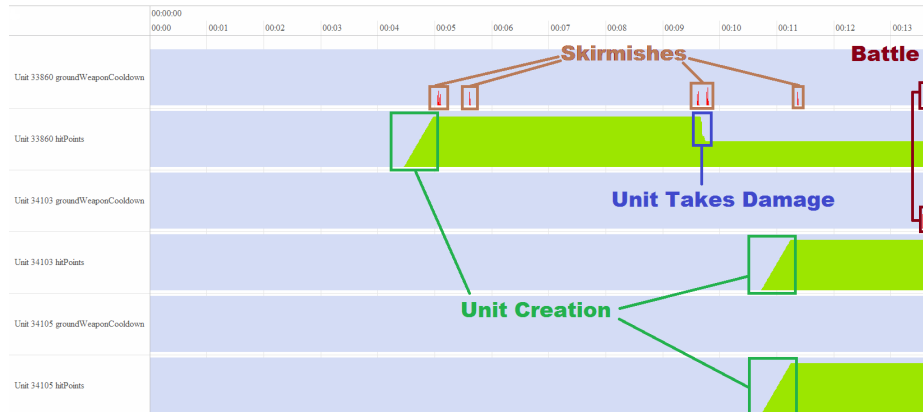 00:00:00
00:00 00:01 00:02 00:03 00:04 00:05 00:06 00:07 00:08 00:09 00:10 00:11 00:12 00:13
Skirmishes
Battle
Unit 33860 groundWeaponCooldown
Unit 33860 hitPoints
Unit 34103 groundWeaponCooldown
Unit Takes Damage
Unit 34103 hitPoints
Unit Creation
Unit 34105 groundWeaponCooldown
Unit 34105 hitPoints